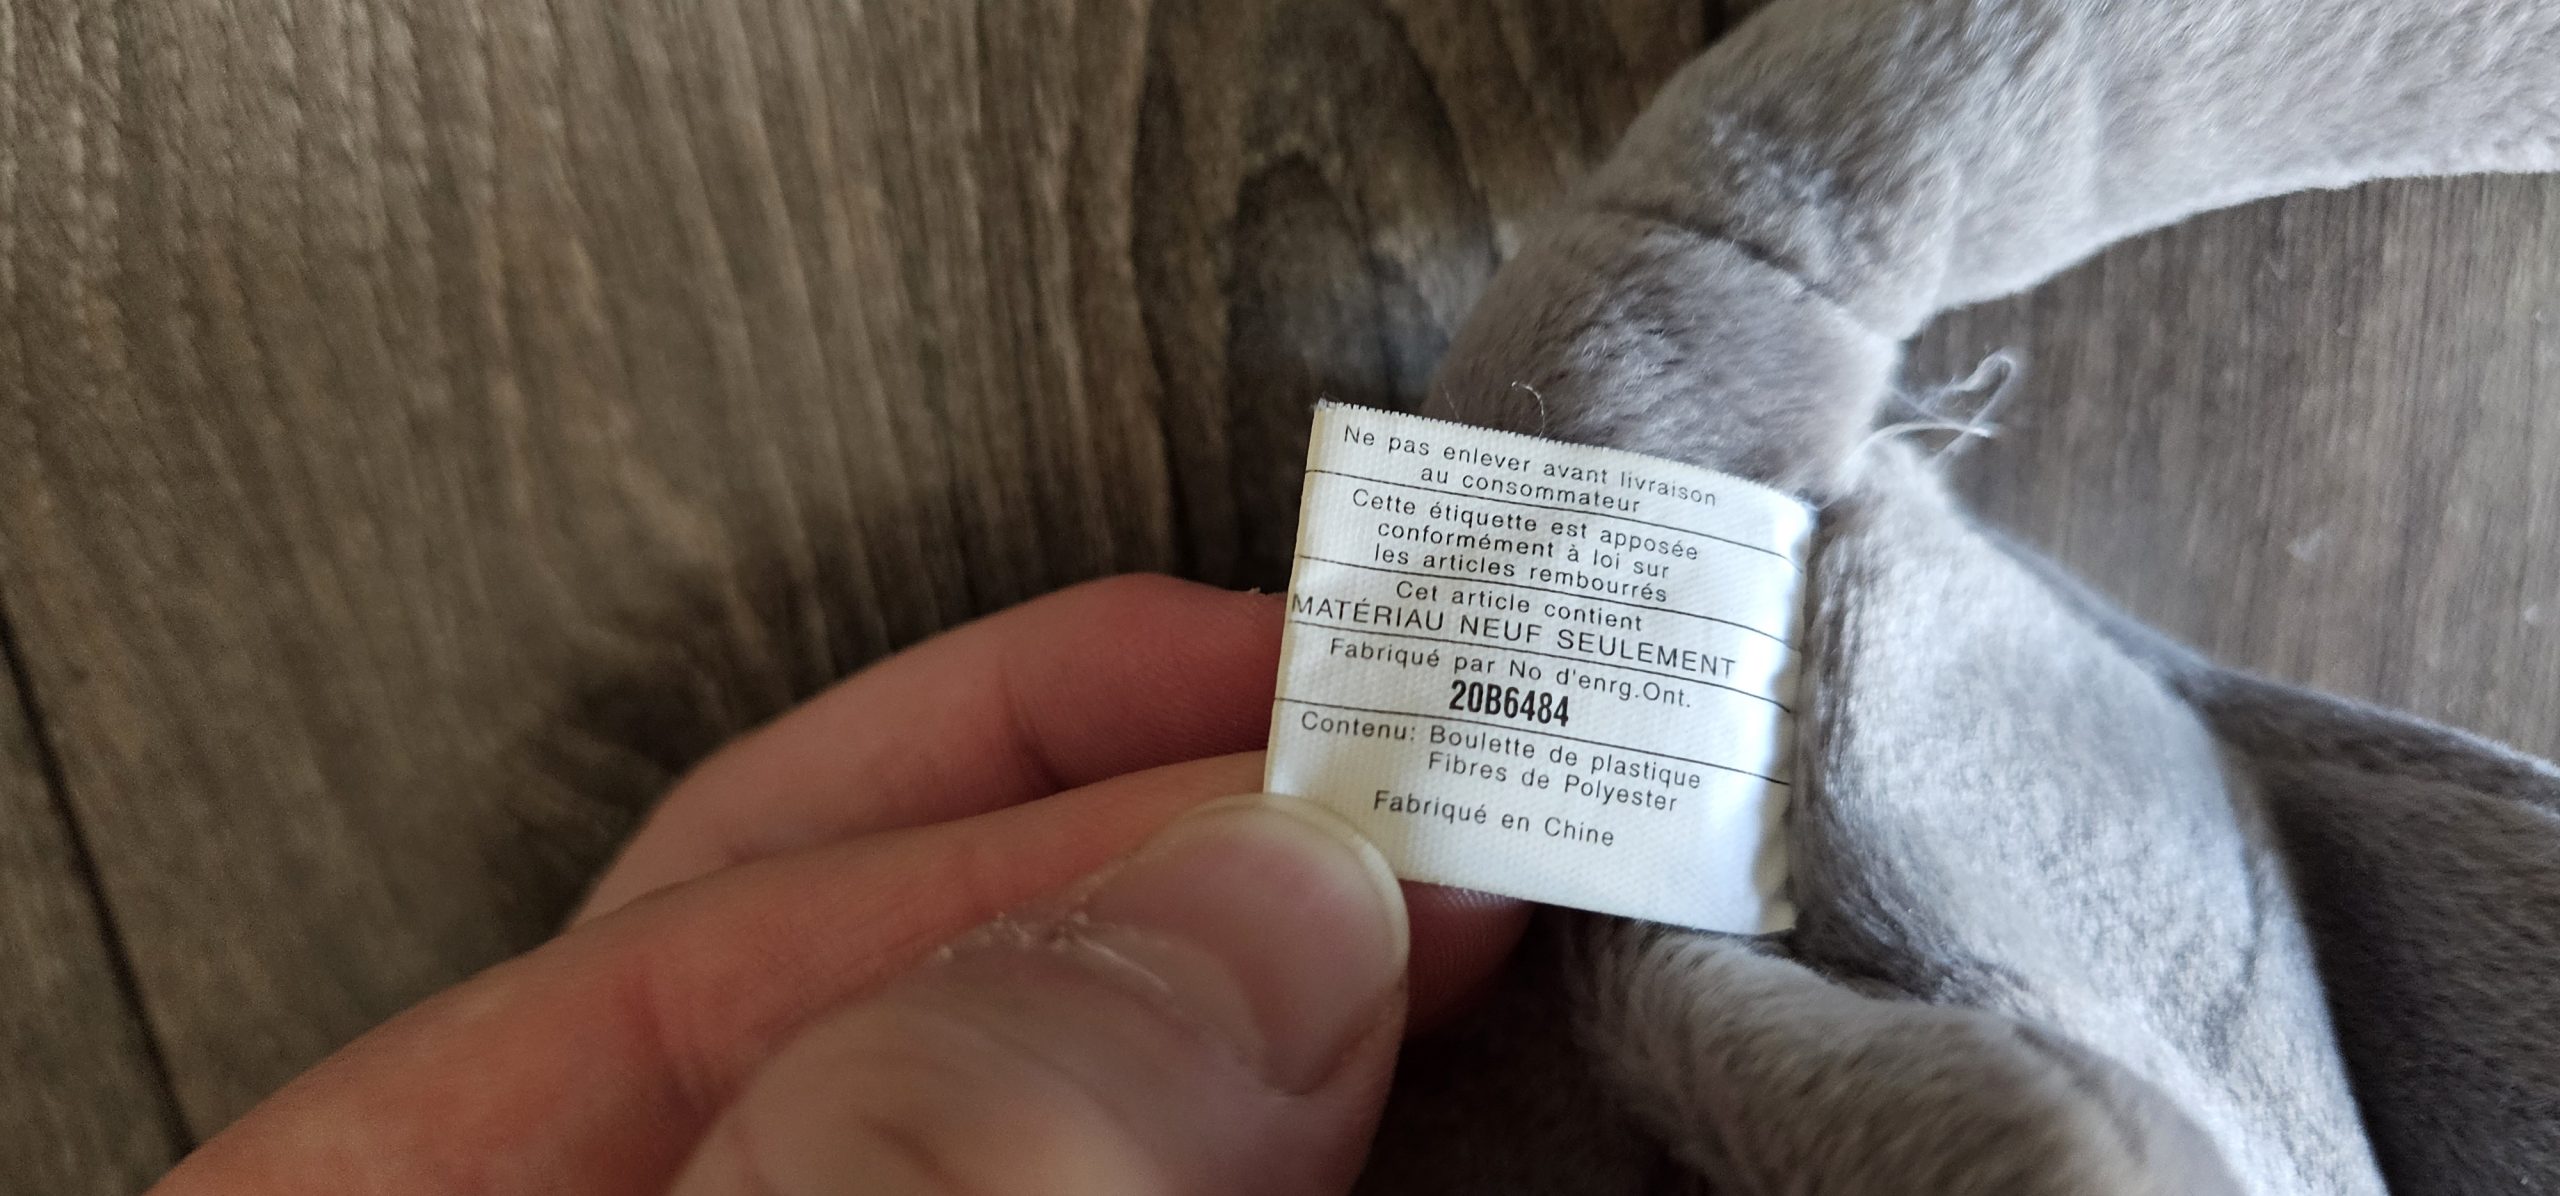 Ne pas enlever avant livraison
au consommateur
Cette étiquette est apposée
conformément à loi sur
les articles rembourrés
Cet article contient
MATÉRIAU NEUF SEULEMENT
Fabriqué par No d'enrg.Ont.
20B6484
Contenu: Boulette de plastique
Fibres de Polyester
Fabriqué en Chine